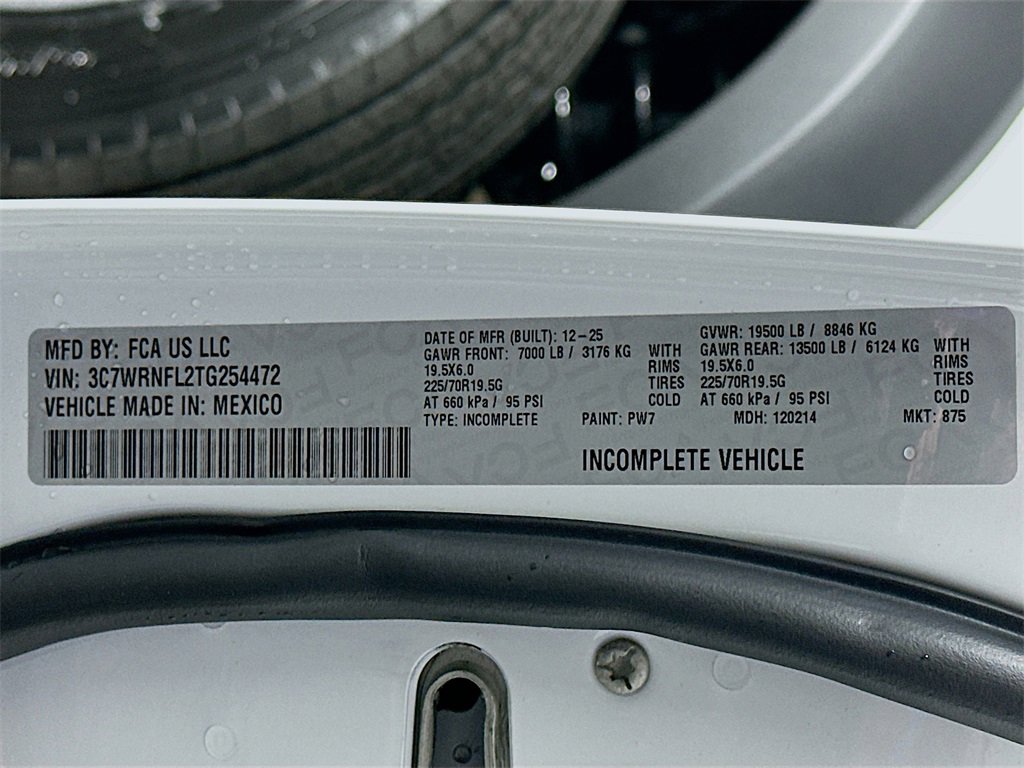 MFD BY: FCA US LLC
VIN: 3C7WRNFL2TG254472
VEHICLE MADE IN: MEXICO
DATE OF MFR (BUILT): 12-25
GAWR FRONT: 7000 LB / 3176 KG WITH
19.5X6.0 RIMS
225/70R19.5G TIRES
AT 660 kPa / 95 PSI COLD
TYPE: INCOMPLETE
GVWR: 19500 LB / 8846 KG
GAWR REAR: 13500 LB / 6124 KG WITH
19.5X6.0 RIMS
225/70R19.5G TIRES
AT 660 kPa / 95 PSI COLD
PAINT: PW7 MDH: 120214 MKT: 875
INCOMPLETE VEHICLE